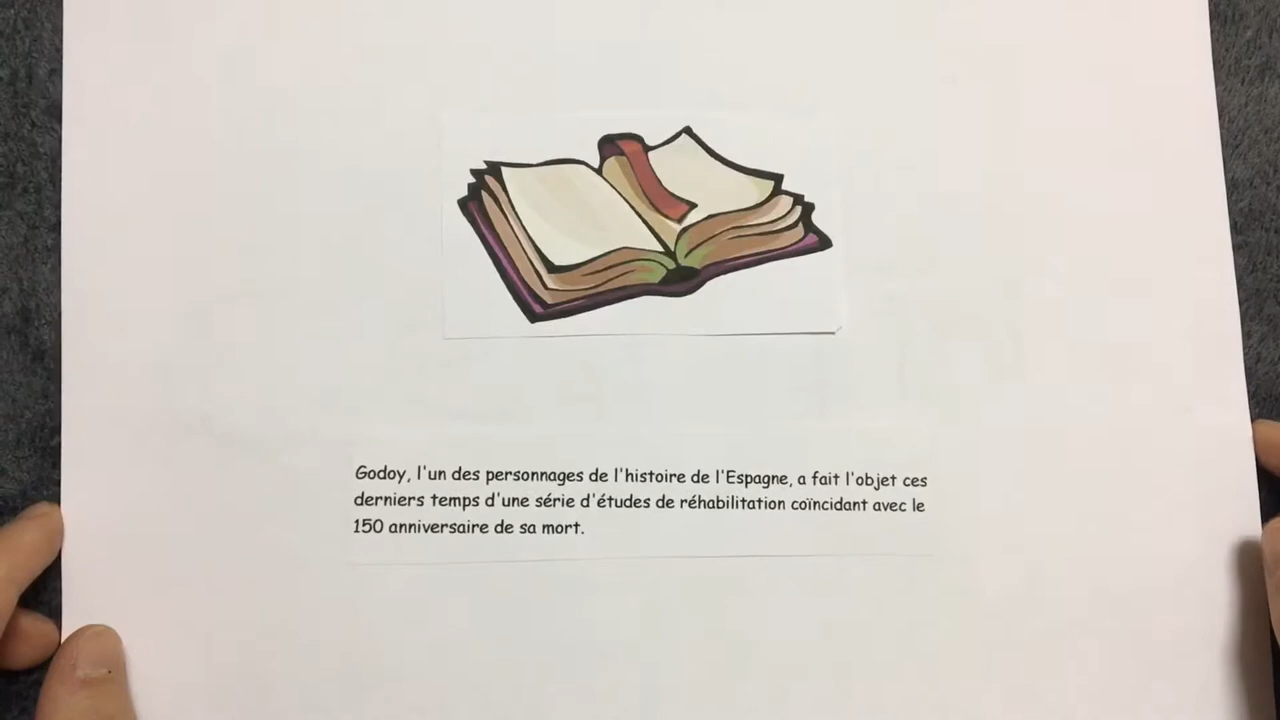 Godoy, l'un des personnages de l'histoire de l'Espagne, a fait l'objet ces
derniers temps d'une série d'études de réhabilitation coïncidant avec le
150 anniversaire de sa mort.